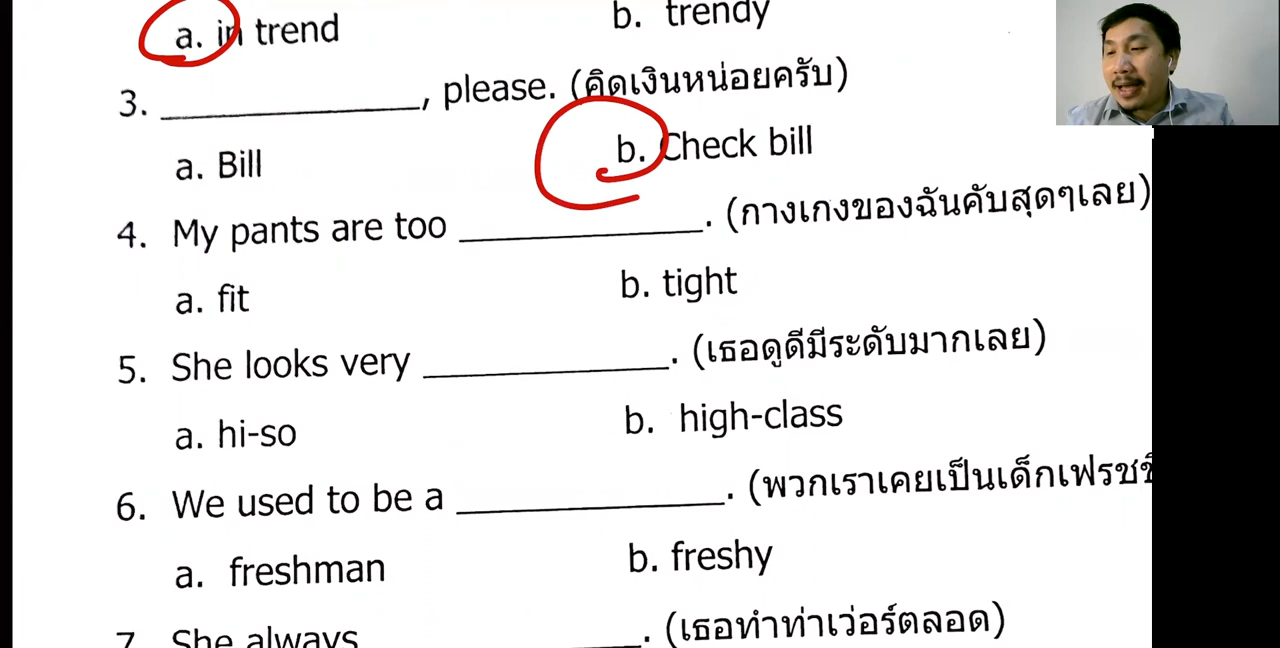 a. in trend b. trendy
3. ____________, please. (คิดเงินหน่อยครับ)
a. Bill b. Check bill
4. My pants are too ____________. (กางเกงของฉันคับสุดๆเลย)
a. fit b. tight
5. She looks very ____________. (เธอดูดีมีระดับมากเลย)
a. hi-so b. high-class
6. We used to be a ____________. (พวกเราเคยเป็นเด็กเฟรชชี
a. freshman b. freshy
7. She always ____________. (เธอทำท่าเว่อร์ตลอด)